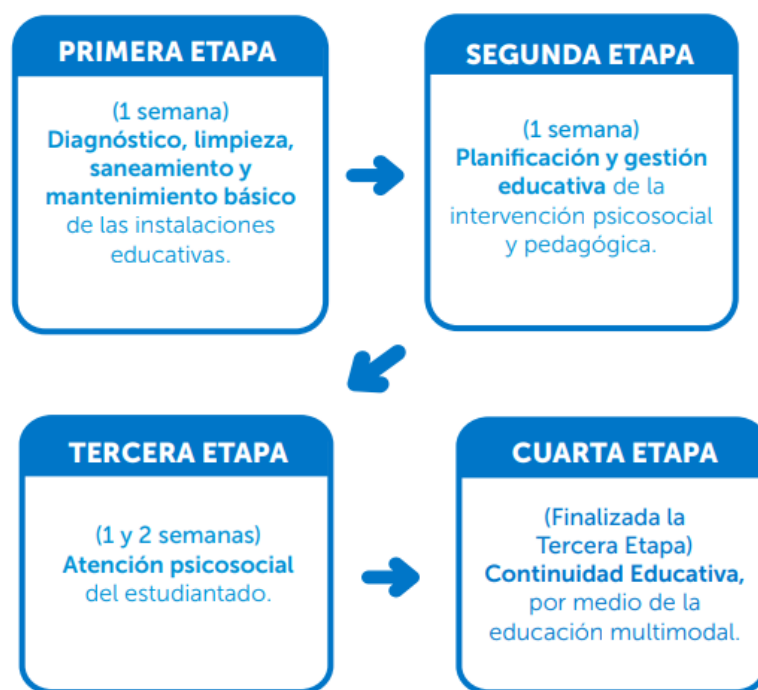 PRIMERA ETAPA
(1 semana)
Diagnóstico, limpieza,
saneamiento y
mantenimiento básico
de las instalaciones
educativas.
SEGUNDA ETAPA
(1 semana)
Planificación y gestión
educativa de la
intervención psicosocial
y pedagógica.
TERCERA ETAPA
(1 y 2 semanas)
Atención psicosocial
del estudiantado.
CUARTA ETAPA
(Finalizada la
Tercera Etapa)
Continuidad Educativa,
por medio de la
educación multimodal.